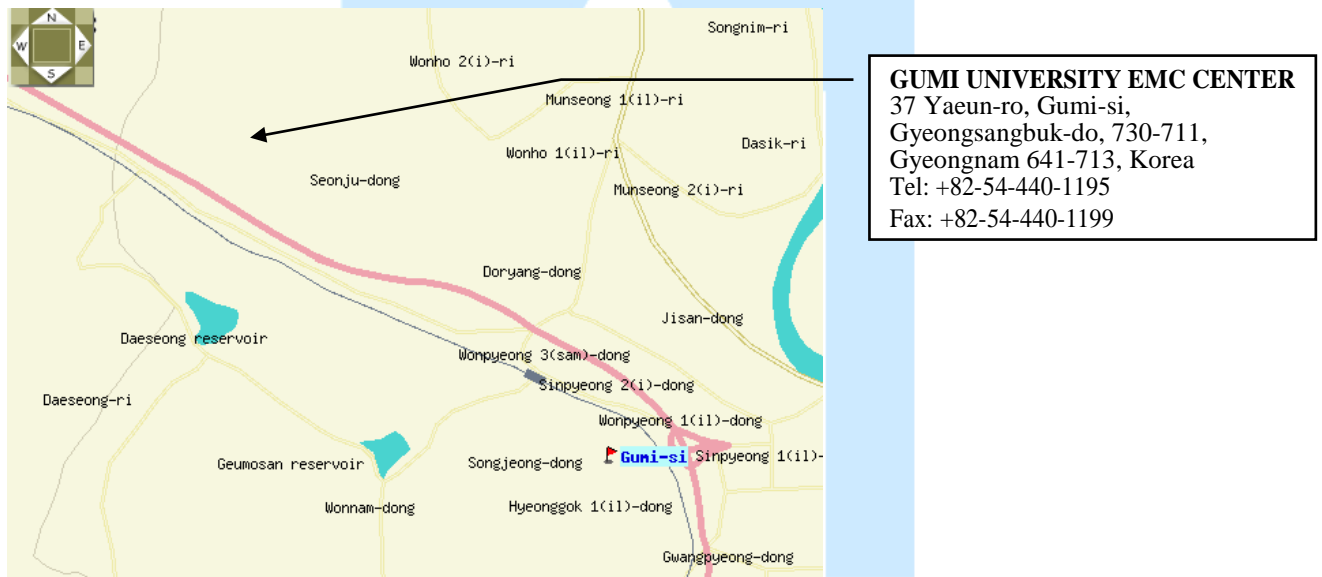 N
W E
S
Songnim-ri
Wonho 2(i)-ri
Munseong 1(il)-ri
Wonho 1(il)-ri
Dasik-ri
Seonju-dong
Munseong 2(i)-ri
Doryang-dong
Jisan-dong
Daeseong reservoir
Wonpyeong 3(sam)-dong
Sinpyeong 2(i)-dong
Daeseong-ri
Wonpyeong 1(il)-dong
Geumosan reservoir
Songjeong-dong
Gumi-si
Sinpyeong 1(il)-
Wonnam-dong
Hyeonggok 1(il)-dong
Gwangpyeong-dong
GUMI UNIVERSITY EMC CENTER
37 Yaeun-ro, Gumi-si,
Gyeongsangbuk-do, 730-711,
Gyeongnam 641-713, Korea
Tel: +82-54-440-1195
Fax: +82-54-440-1199